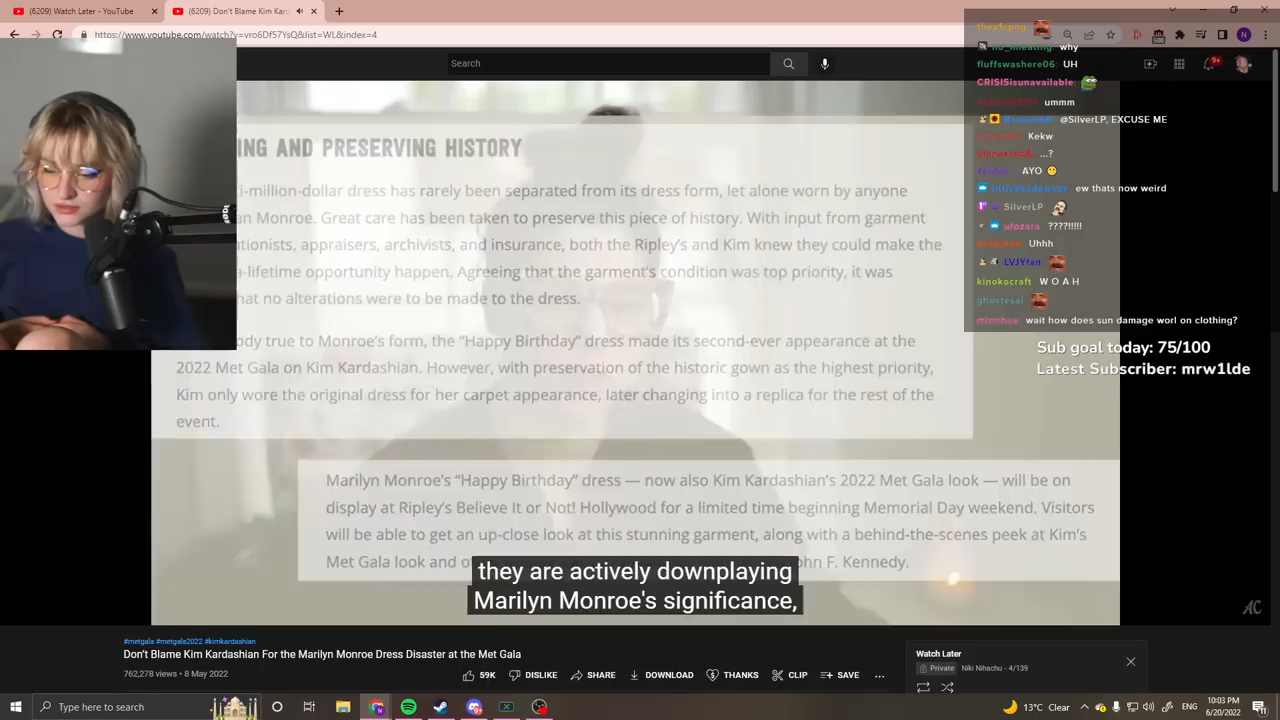 (6209) Watch Later - YouTube
(6209) Don't Blame Kim K
https://www.youtube.com/watch?v=vro6Df57OpQ&list=WL&index=4
500
N
Search
9+
thexfrgog:
no_mleating: why
fluffswashere06: UH
CRISISisunavailable:
ummm
@SilverLP, EXCUSE ME
Kekw
...?
AYO
ew thats now weird
SilverLP
ufozara: ????!!!!!
Uhhh
LVJYfan:
kinokocraft: W O A H
ghostesal:
minnhua: wait how does sun damage worl on clothing?
Sub goal today: 75/100
Latest Subscriber: mrw1lde
ING AND PRESERVING HISTORY
i-million-dollar dress has rarely been separated from its dress form, let alone worn by anyone
an Monroe. Great care has been taken to preserve this piece of history. With input from garment
tionists, appraisers, archivists, and insurance, both the Ripley's and Kim knew they could make the
a-lifetime opportunity happen. Agreeing that the garment's condition was top priority, it was
that no alterations were to be made to the dress.
ody true to Monroe's form, the "Happy Birthday" dress made its second-ever appearance at the
2022 Met Gala on Kim Kardashian. However, with preservation of the historic gown as the highest priority,
Kim only wore the original dress for her carpet appearance, later changing into a replica for the rest of the
event.
Marilyn Monroe's "Happy Birthday" dress — now also Kim Kardashian's 2022 Met Gala look — will be on
display at Ripley's Believe It or Not! Hollywood for a limited time beginning Memorial Day weekend. Visitors
will be able to get an up-close look at this stunning garment, along with a behind-the-scenes peek at Kim's
Met Gala look and o hn F. Kennedy.
they are actively downplaying
Marilyn Monroe's significance,
AC
#metgala #metgala2022 #kimkardashian
Don't Blame Kim Kardashian For the Marilyn Monroe Dress Disaster at the Met Gala
762,278 views • 8 May 2022
59K
DISLIKE
SHARE
DOWNLOAD
THANKS
CLIP
SAVE
Watch Later
Private
Niki Nihachu - 4/139
Type here to search
13°C Clear
10:03 PM
6/20/2022